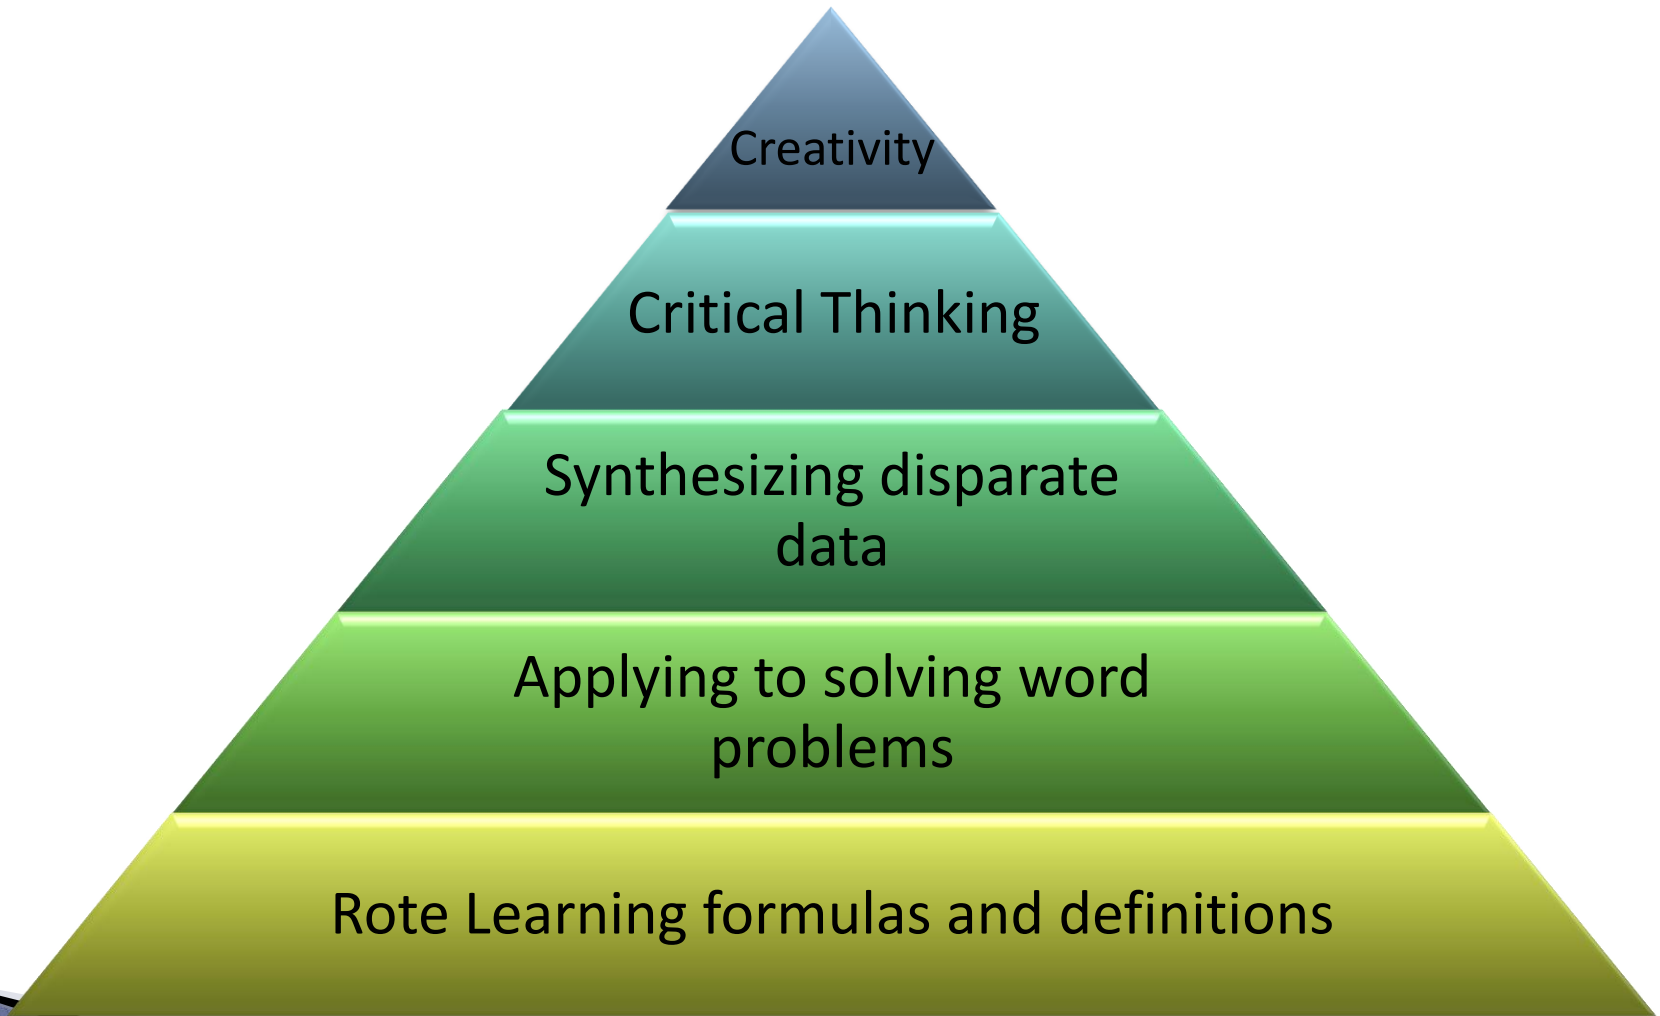 Creativity
Critical Thinking
Synthesizing disparate
data
Applying to solving word
problems
Rote Learning formulas and definitions